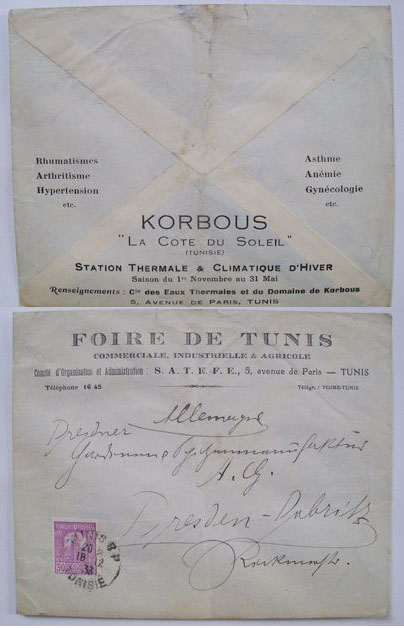 Rhumatismes
Arthritisme
Hypertension
etc.
Asthme
Anémie
Gynécologie
etc.
KORBOUS
"LA COTE DU SOLEIL"
(TUNISIE)
STATION THERMALE & CLIMATIQUE D'HIVER
Saison du 1er Novembre au 31 Mai
Renseignements : Cie des Eaux Thermales et du Domaine de Korbous
5, AVENUE DE PARIS, TUNIS
FOIRE DE TUNIS
COMMERCIALE, INDUSTRIELLE & AGRICOLE
Comité d'Organisation et Administration : S. A. T. E. F. E., 5, avenue de Paris — TUNIS
Téléphone 16.45
Télégr. : FOIRE-TUNIS
Allemagne
Dresdner
Gardinen
A. G.
Dresden-Dobritz
TUNISIE